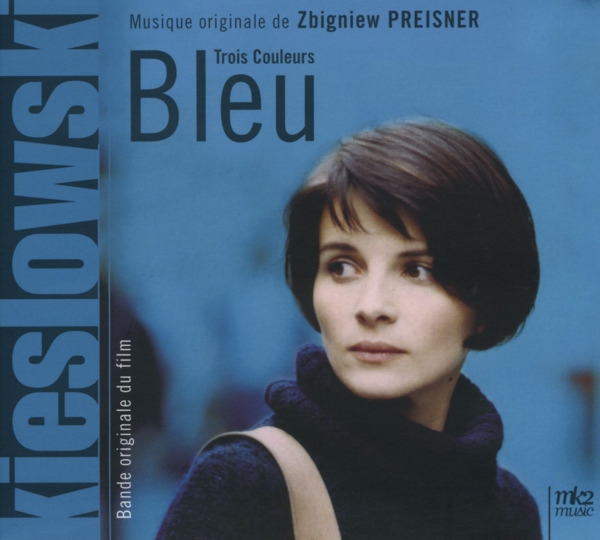 Musique originale de Zbigniew PREISNER
Trois Couleurs
Bleu
kieslowski
Bande originale du film
mk2
music